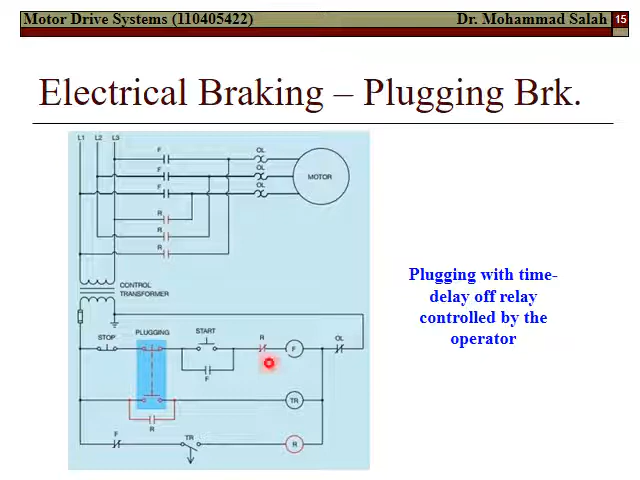 Motor Drive Systems (110405422) Dr. Mohammad Salah 15
Electrical Braking – Plugging Brk.
L1 L2 L3
F OL
F OL
F OL
MOTOR
R
R
R
CONTROL
TRANSFORMER
STOP PLUGGING START R F OL
F
TR
R
F TR R
Plugging with time-
delay off relay
controlled by the
operator